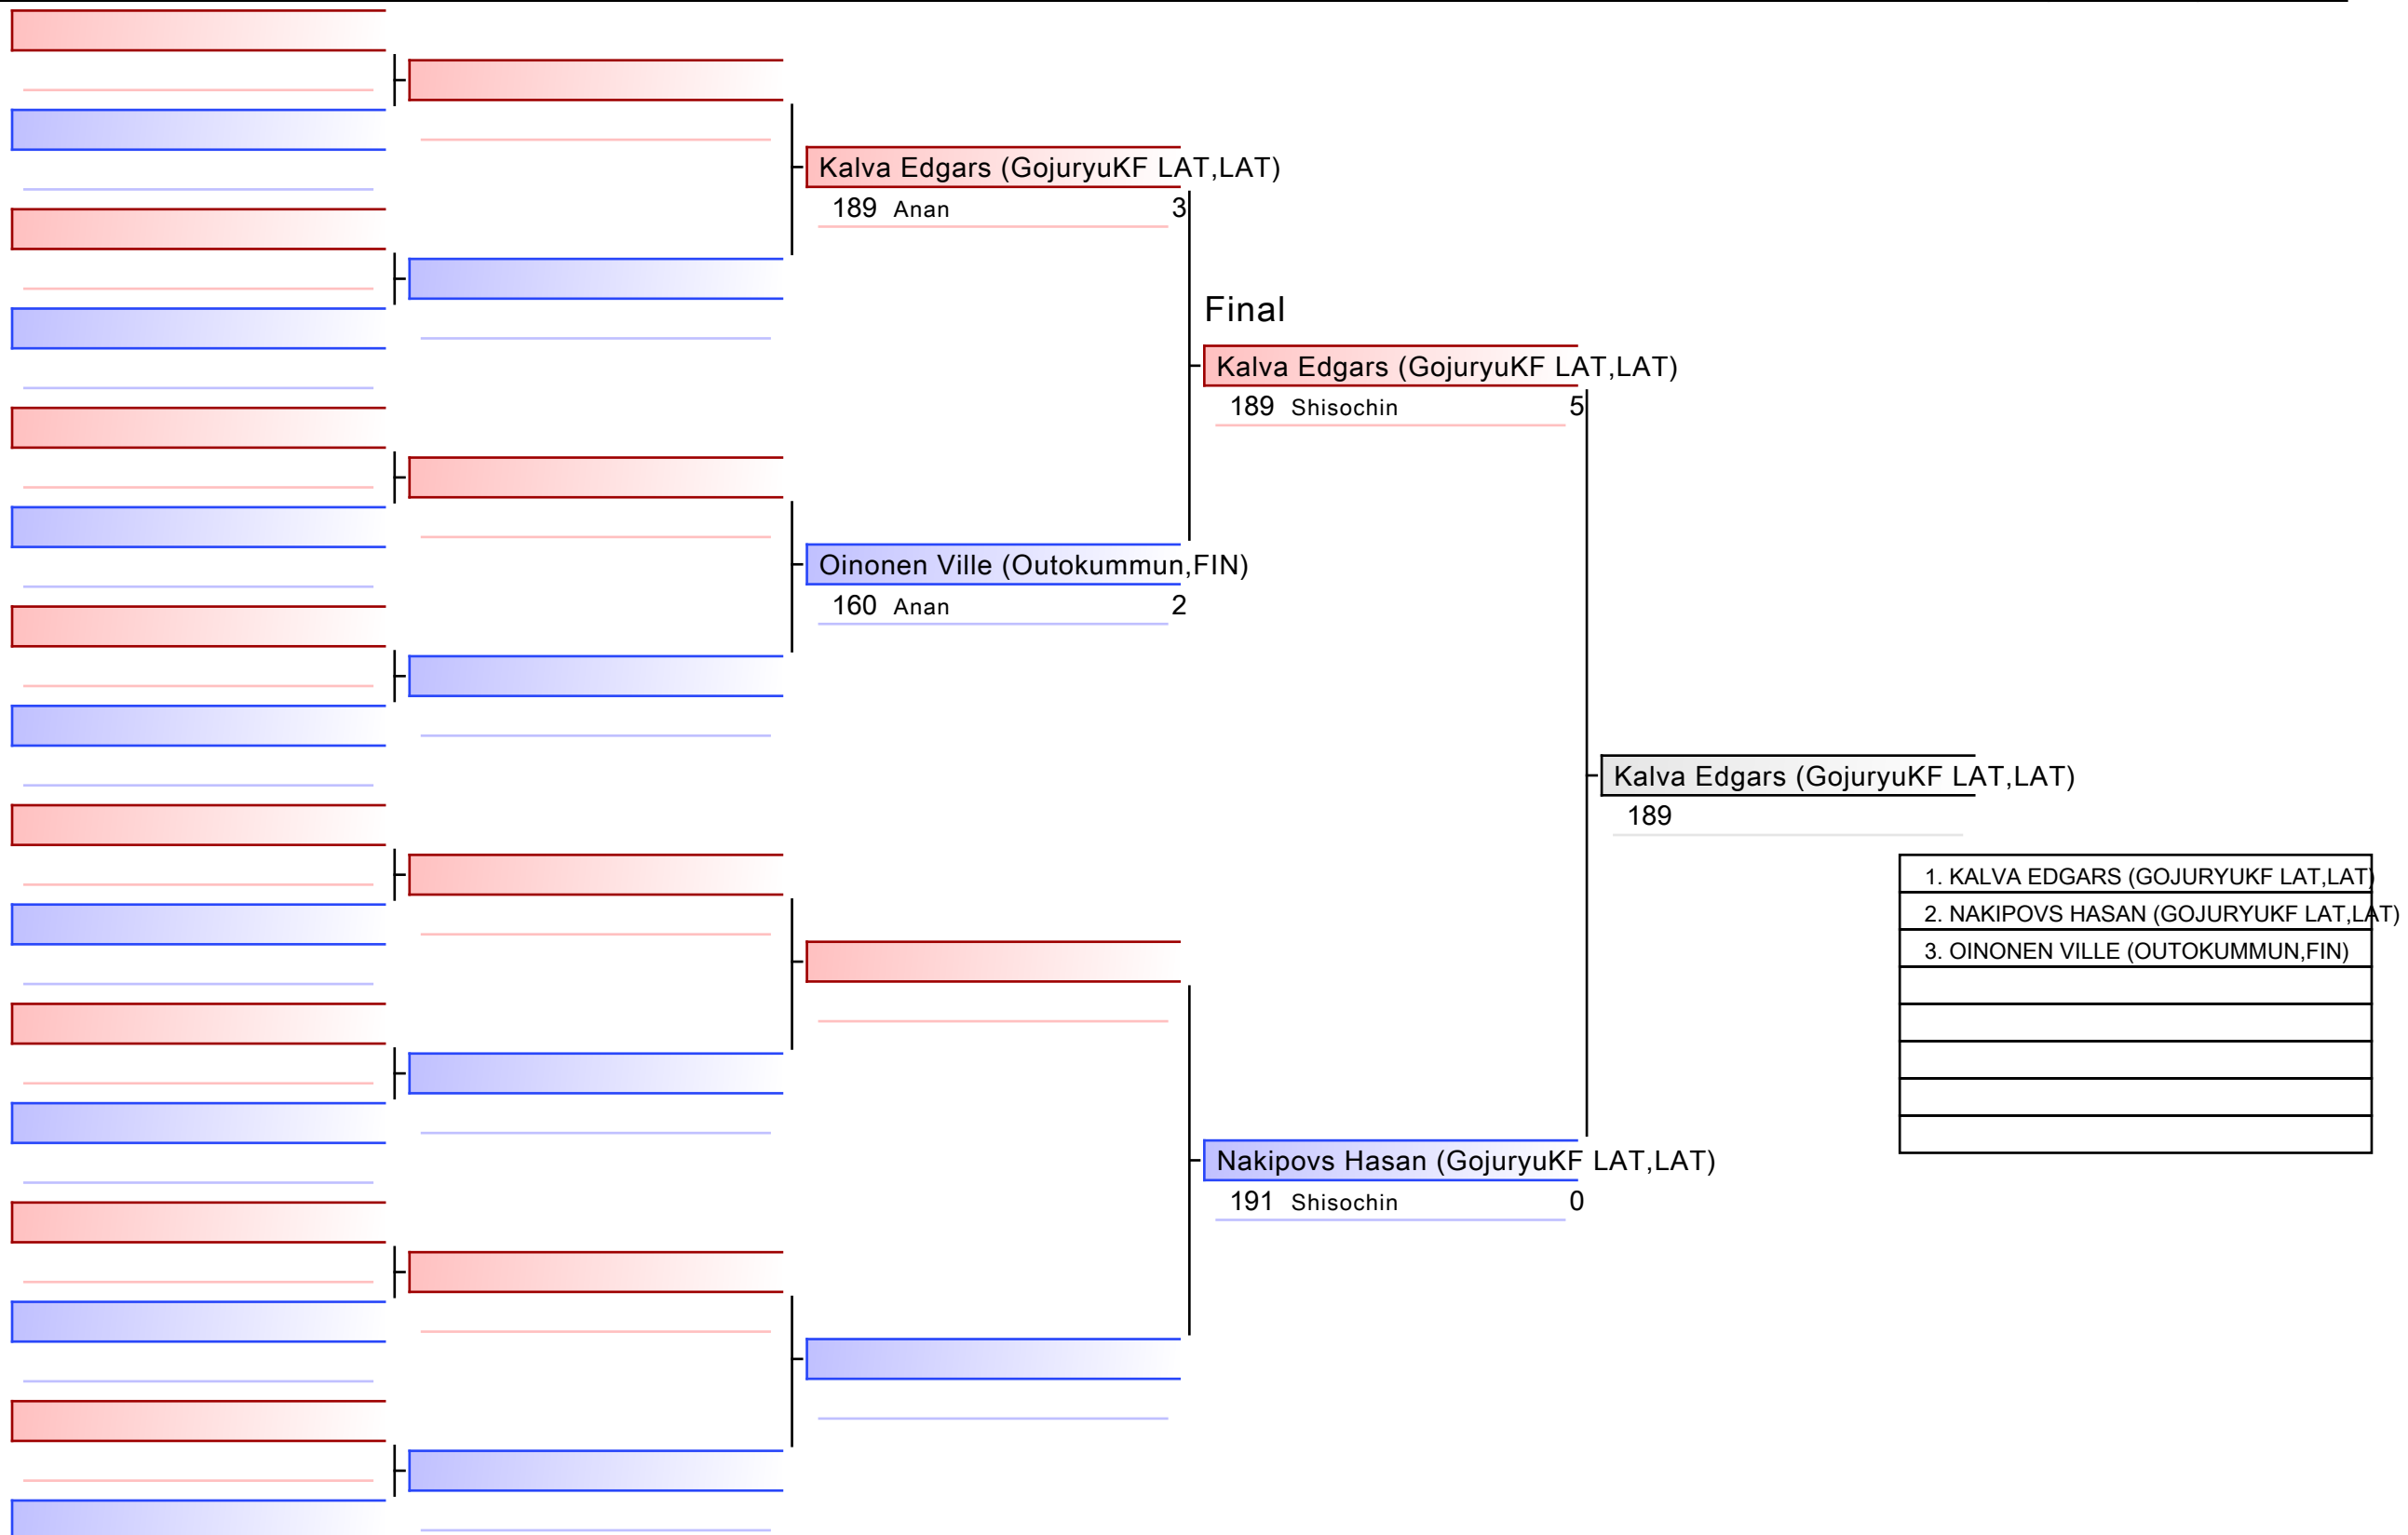 Kalva Edgars (GojuryuKF LAT,LAT)
189 Anan 3
Final
Kalva Edgars (GojuryuKF LAT,LAT)
189 Shisochin 5
Oinonen Ville (Outokummun,FIN)
160 Anan 2
Kalva Edgars (GojuryuKF LAT,LAT)
189
1. KALVA EDGARS (GOJURYUKF LAT,LAT)
2. NAKIPOVS HASAN (GOJURYUKF LAT,LAT)
3. OINONEN VILLE (OUTOKUMMUN,FIN)
Nakipovs Hasan (GojuryuKF LAT,LAT)
191 Shisochin 0